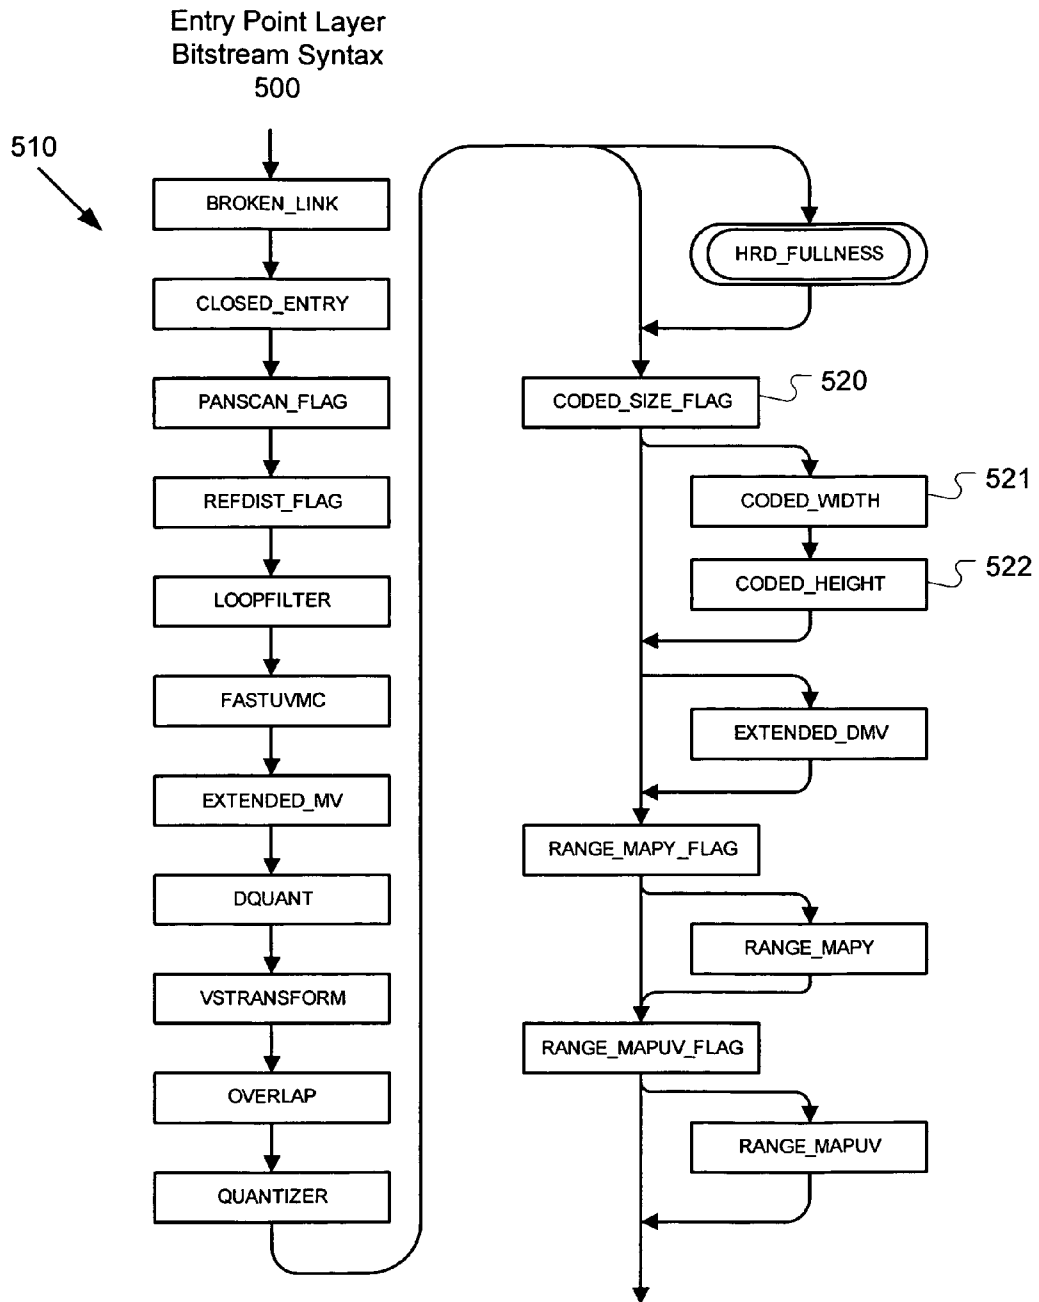 Entry Point Layer
Bitstream Syntax
500
510
BROKEN_LINK
CLOSED_ENTRY
PANSCAN_FLAG
REFDIST_FLAG
LOOPFILTER
FASTUVMC
EXTENDED_MV
DQUANT
VSTRANSFORM
OVERLAP
QUANTIZER
HRD_FULLNESS
CODED_SIZE_FLAG
520
CODED_WIDTH
521
CODED_HEIGHT
522
EXTENDED_DMV
RANGE_MAPY_FLAG
RANGE_MAPY
RANGE_MAPUV_FLAG
RANGE_MAPUV